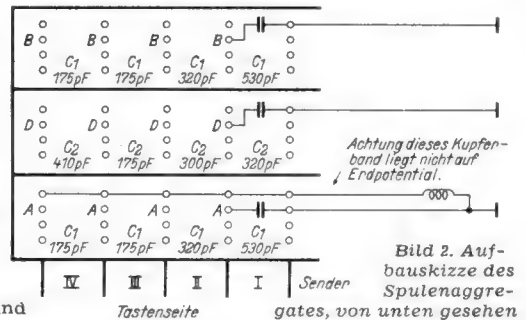 B B B B
C1 C1 C1 C1
175pF 175pF 320pF 530pF
D D D D
C2 C2 C2 C2
410pF 175pF 300pF 320pF
Achtung dieses Kupfer-
band liegt nicht auf
Erdpotential.
A A A A
C1 C1 C1 C1
175pF 175pF 320pF 530pF
IV III II I Sender
Tastenseite
Bild 2. Auf-
bauskizze des
Spulenaggre-
gates, von unten gesehen
und